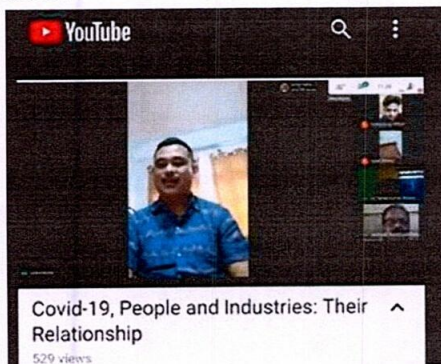 YouTube
Covid-19, People and Industries: Their
Relationship
529 views